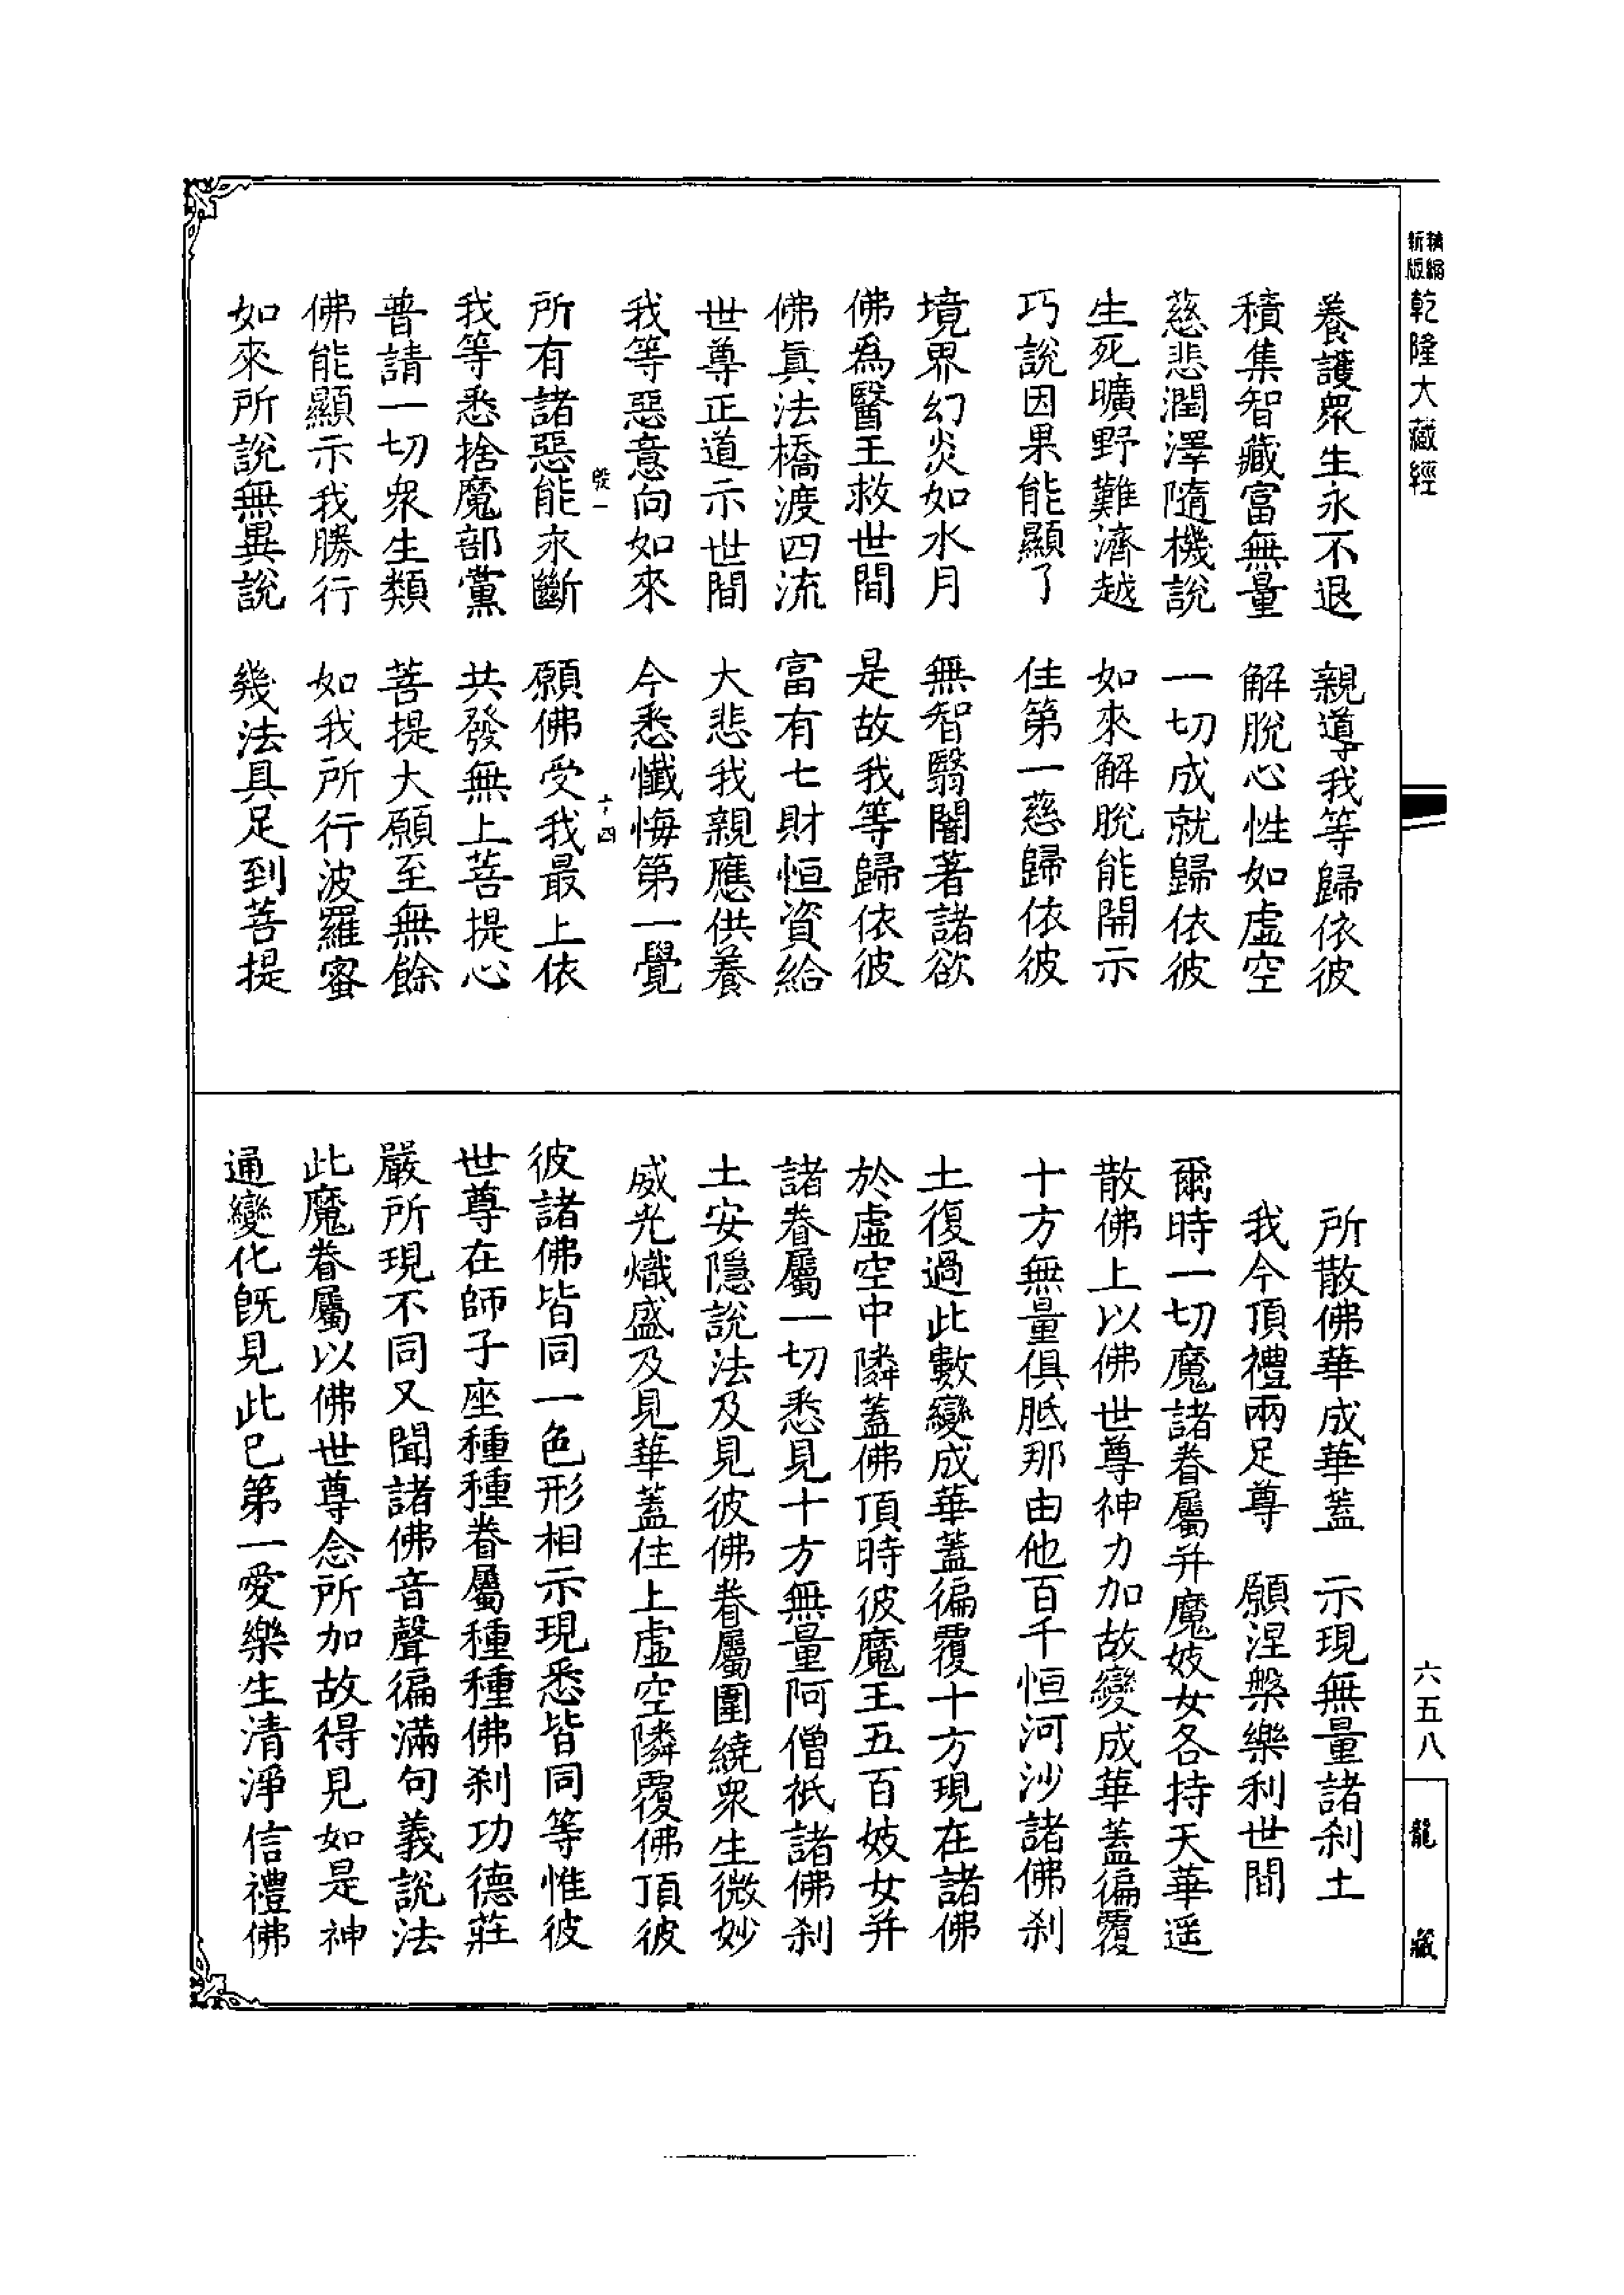 精縮
新版
乾隆大藏經
養護衆生永不退　親導我等歸依彼
積集智藏富無量　解脫心性如虛空
慈悲潤澤隨機說　一切成就歸依彼
生死曠野難濟越　如來解脫能開示
巧說因果能顯了　住第一慈歸依彼
境界幻炎如水月　無智翳闇著諸欲
佛爲醫王救世間　是故我等歸依彼
佛眞法橋渡四流　富有七財恒資給
世尊正道示世間　大悲我親應供養
我等惡意向如來　今悉懺悔第一覺
一　十四
所有諸惡能永斷　願佛受我最上依
我等悉捨魔部黨　共發無上菩提心
普請一切衆生類　菩提大願至無餘
佛能顯示我勝行　如我所行波羅蜜
如來所說無異說　幾法具足到菩提
所散佛華成華蓋　示現無量諸刹土
我今頂禮兩足尊　願涅槃樂利世間
爾時一切魔諸眷屬并魔妓女各持天華遥
散佛上以佛世尊神力加故變成華蓋徧覆
十方無量俱胝那由他百千恒河沙諸佛刹
土復過此數變成華蓋徧覆十方現在諸佛
於虛空中隣蓋佛頂時彼魔王五百妓女并
諸眷屬一切悉見十方無量阿僧祇諸佛刹
土安隱說法及見彼佛眷屬圍繞衆生微妙
威光熾盛及見華蓋住上虛空隣覆佛頂彼
彼諸佛皆同一色形相示現悉皆同等惟彼
世尊在師子座種種眷屬種種佛刹功德莊
嚴所現不同又聞諸佛音聲徧滿句義說法
此魔眷屬以佛世尊念所加故得見如是神
通變化旣見此已第一愛樂生清淨信禮佛
六五八
龍藏